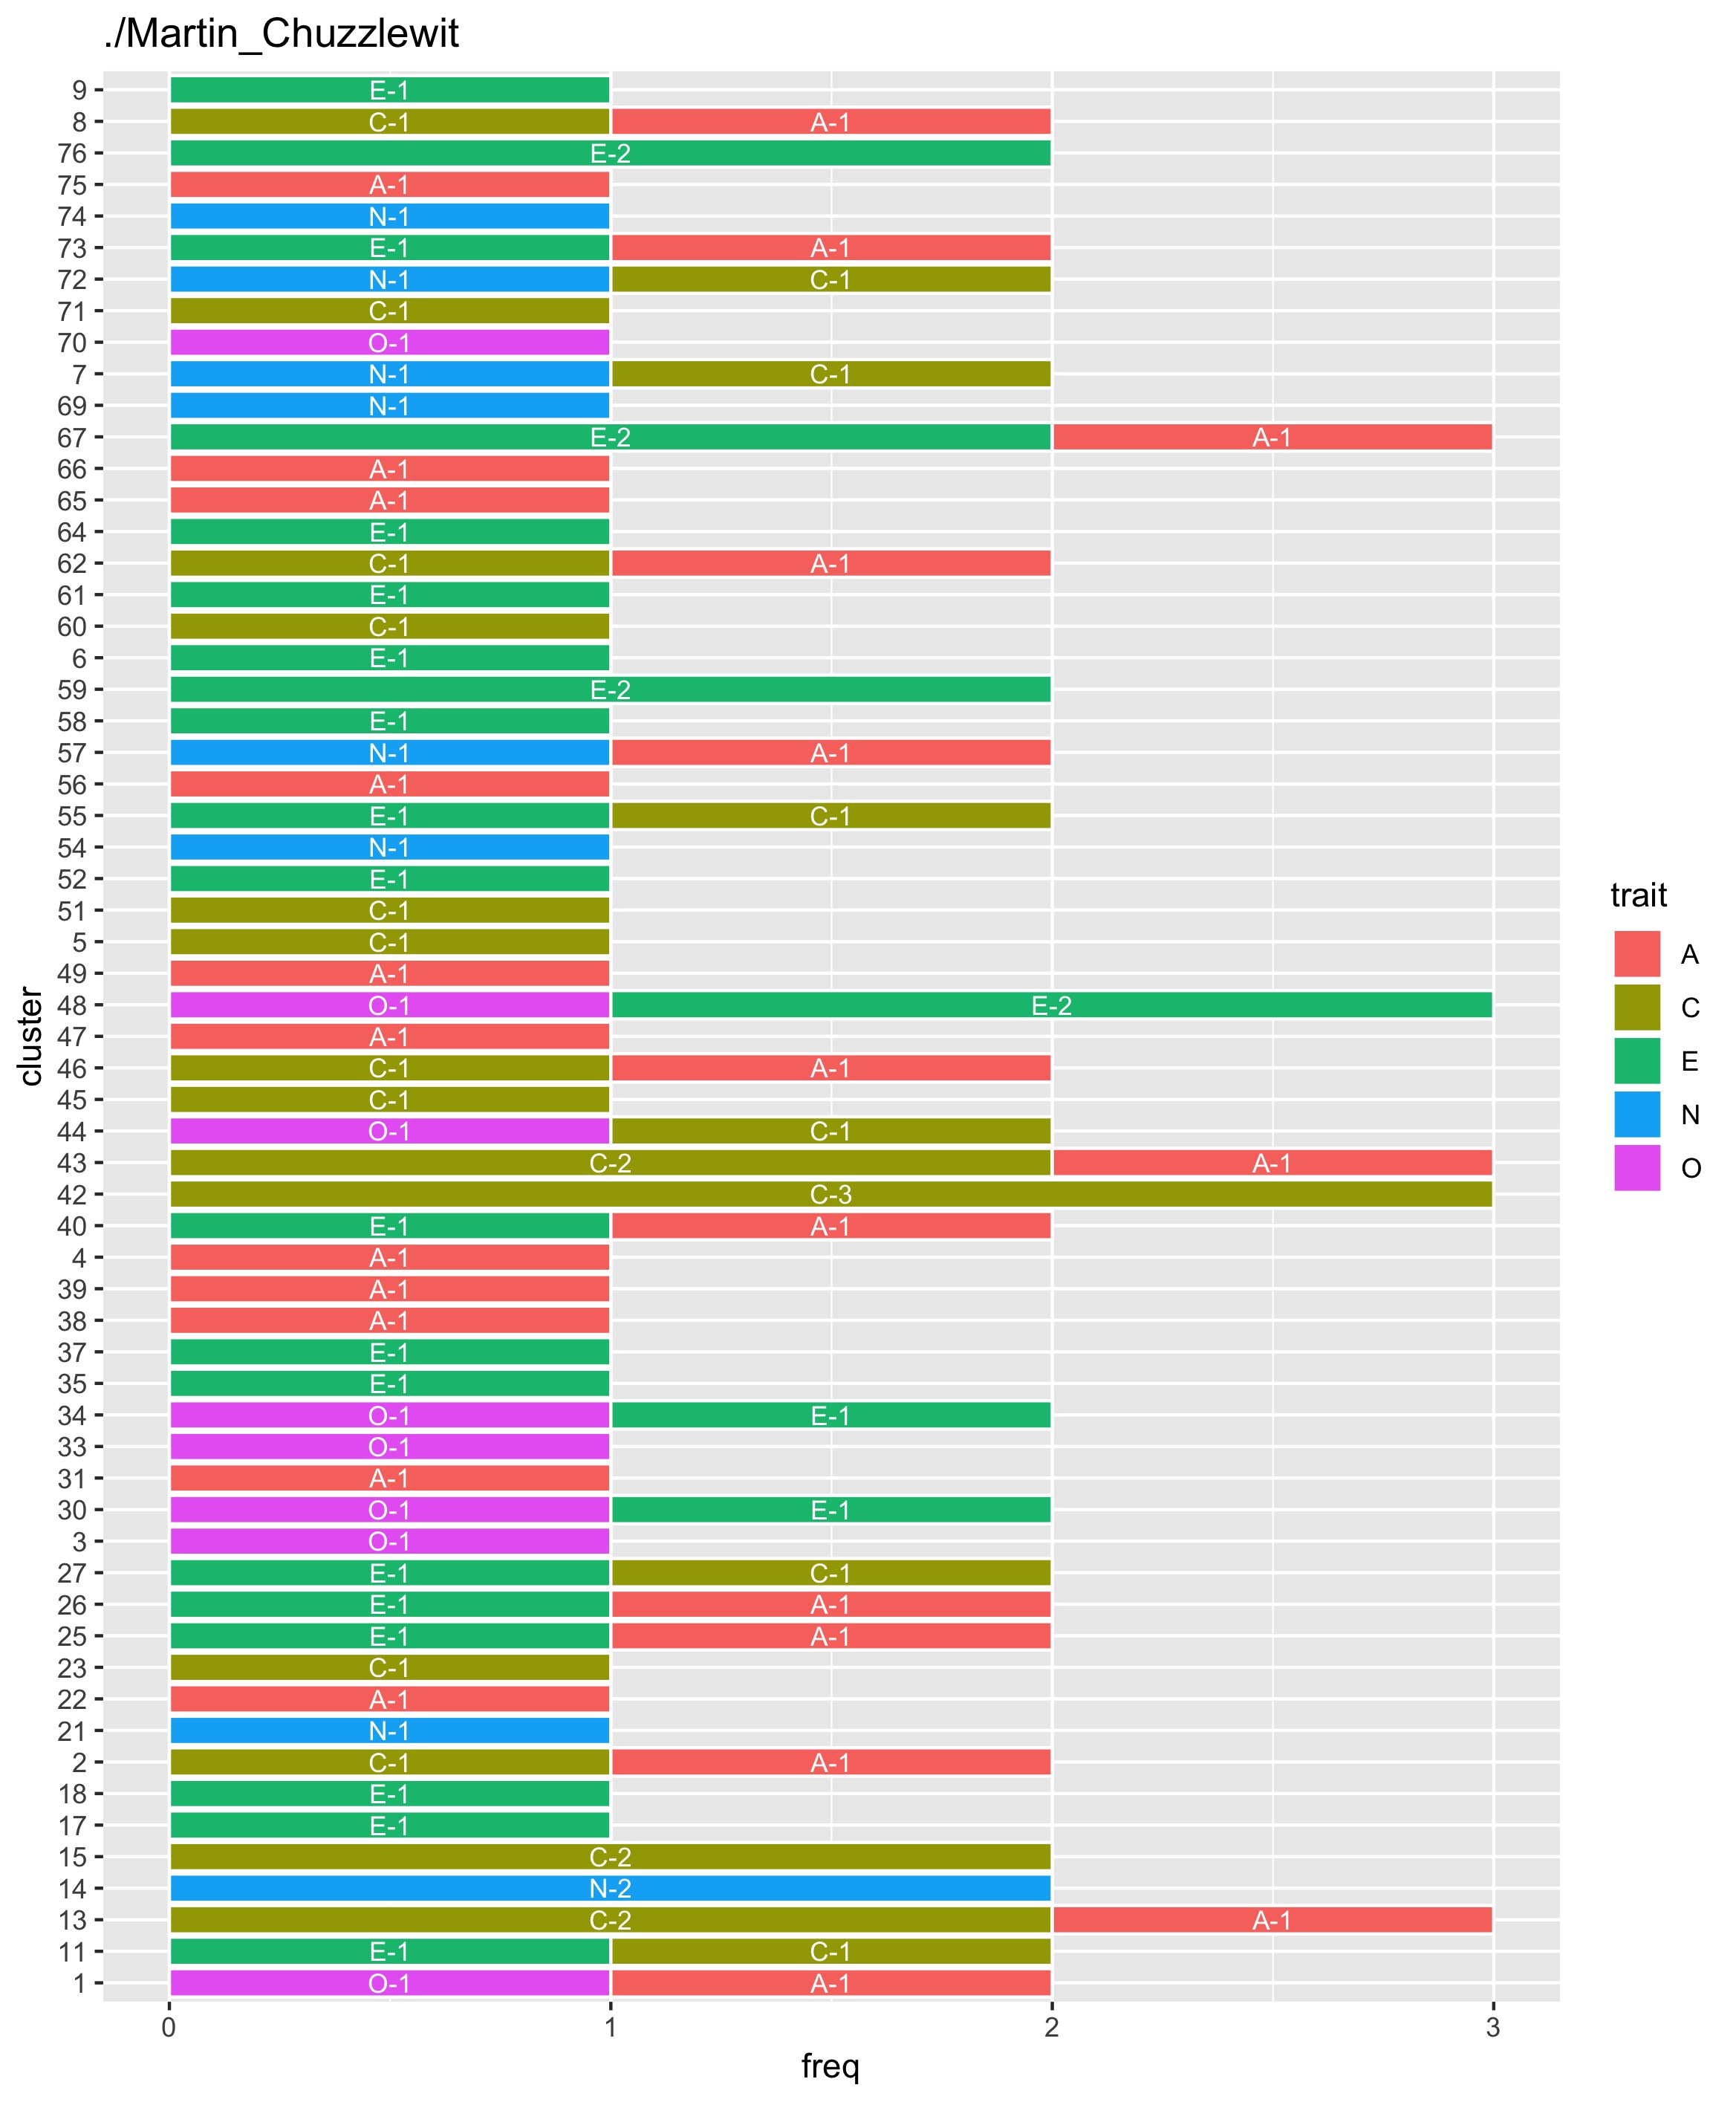 ./Martin_Chuzzlewit
9 E-1
8 C-1 A-1
76 E-2
75 A-1
74 N-1
73 E-1 A-1
72 N-1 C-1
71 C-1
70 O-1
7 N-1 C-1
69 N-1
67 E-2 A-1
66 A-1
65 A-1
64 E-1
62 C-1 A-1
61 E-1
60 C-1
6 E-1
59 E-2
58 E-1
57 N-1 A-1
56 A-1
55 E-1 C-1
54 N-1
52 E-1
51 C-1
5 C-1
49 A-1
48 O-1 E-2
47 A-1
46 C-1 A-1
45 C-1
44 O-1 C-1
43 C-2 A-1
42 C-3
40 E-1 A-1
4 A-1
39 A-1
38 A-1
37 E-1
35 E-1
34 O-1 E-1
33 O-1
31 A-1
30 O-1 E-1
3 O-1
27 E-1 C-1
26 E-1 A-1
25 E-1 A-1
23 C-1
22 A-1
21 N-1
2 C-1 A-1
18 E-1
17 E-1
15 C-2
14 N-2
13 C-2 A-1
11 E-1 C-1
1 O-1 A-1
0 1 2 3
freq
cluster
trait
A
C
E
N
O